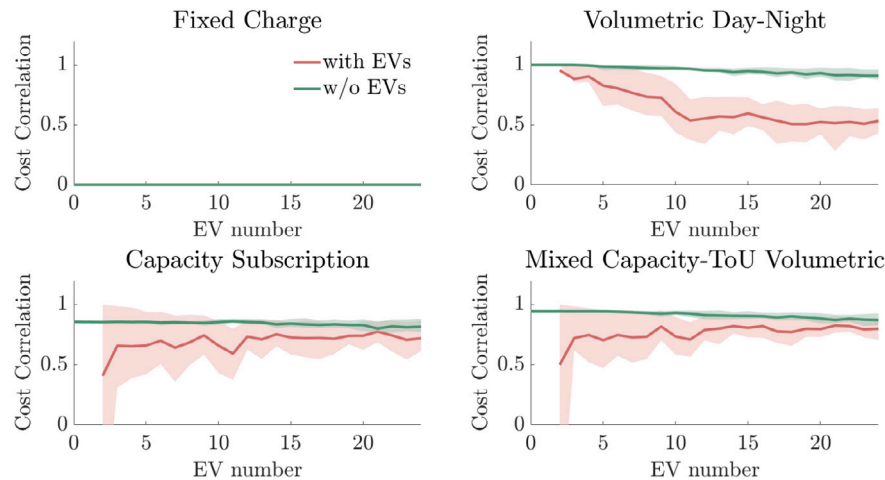 Fixed Charge
Cost Correlation
1
0.5
0
with EVs
w/o EVs
0 5 10 15 20
EV number
Volumetric Day-Night
Cost Correlation
1
0.5
0
0 5 10 15 20
EV number
Capacity Subscription
Cost Correlation
1
0.5
0
0 5 10 15 20
EV number
Mixed Capacity-ToU Volumetric
Cost Correlation
1
0.5
0
0 5 10 15 20
EV number